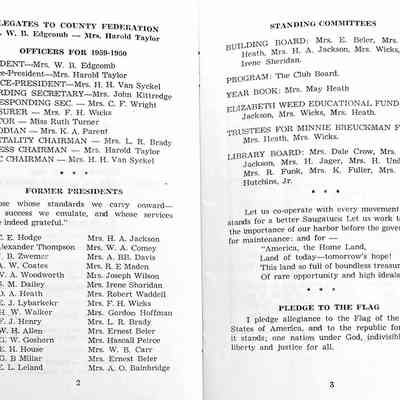 LEGATES TO COUNTY FEDERATION
W. B. Edgcomb — Mrs. Harold Taylor
OFFICERS FOR 1959-1960
DENT—Mrs. W. B. Edgcomb
ce-President—Mrs. Harold Taylor
Vice-President—Mrs. H. H. Van Syckel
RDING SECRETARY—Mrs. John Kittredge
ESPONDING SEC. — Mrs. C. F. Wright
SURER — Mrs. F. H. Wicks
TOR — Miss Ruth Turner
ODIAN — Mrs. K. A. Parent
TALITY CHAIRMAN — Mrs. L. R. Brady
ESS CHAIRMAN — Mrs. Harold Taylor
C CHAIRMAN — Mrs. H. H. Van Syckel
* * *
FORMER PRESIDENTS
ose whose standards we carry onward—
success we emulate, and whose services
e indeed grateful."
E. E. Hodge Mrs. H. A. Jackson
lexander Thompson Mrs. W. A. Comey
B. Zwemer Mrs. A. BB. Davis
W. Coates Mrs. R. E Maden
W. A. Woodworth Mrs. Joseph Wilson
S. M. Dailey Mrs. Irene Sheridan
D. A. Heath Mrs. Robert Waddell
E. J. Lybarker Mrs. F. H. Wicks
H. W. Walker Mrs. Gordon Hoffman
F. J. Henry Mrs. L. R. Brady
W. H. Allen Mrs. Ernest Beler
G. W. Goshorn Mrs. Hascall Peirce
E. H. House Mrs. W. B. Carr
G. B Millar Mrs. Ernest Beler
E. L. Leland Mrs. A. O. Bainbridge
2
STANDING COMMITTEES
BUILDING BOARD: Mrs. E. Beler, Mrs.
Heath, Mrs. H. A. Jackson, Mrs. Wicks,
Irene Sheridan.
PROGRAM: The Club Board.
YEAR BOOK: Mrs. May Heath
ELIZABETH WEED EDUCATIONAL FUND
Jackson, Mrs. Wicks, Mrs. Heath.
TRUSTEES FOR MINNIE BREUCKMAN F
Mrs. Heath, Mrs. Wicks.
LIBRARY BOARD: Mrs. Dale Crow, Mrs.
Jackson, Mrs. H. Jager, Mrs. H. Und
Mrs. R. Funk, Mrs. K. Fuller, Mrs.
Hutchins, Jr.
* * *
Let us co-operate with every movement
stands for a better Saugatuck Let us work to
the importance of our harbor before the gover
for maintenance: and for —
"America, the Home Land,
Land of today—tomorrow's hope!
This land so full of boundless treasur
Of rare opportunity and high ideals
* * *
PLEDGE TO THE FLAG
I pledge allegiance to the Flag of the
States of America, and to the republic for
it stands; one nation under God, indivisible
liberty and justice for all.
3